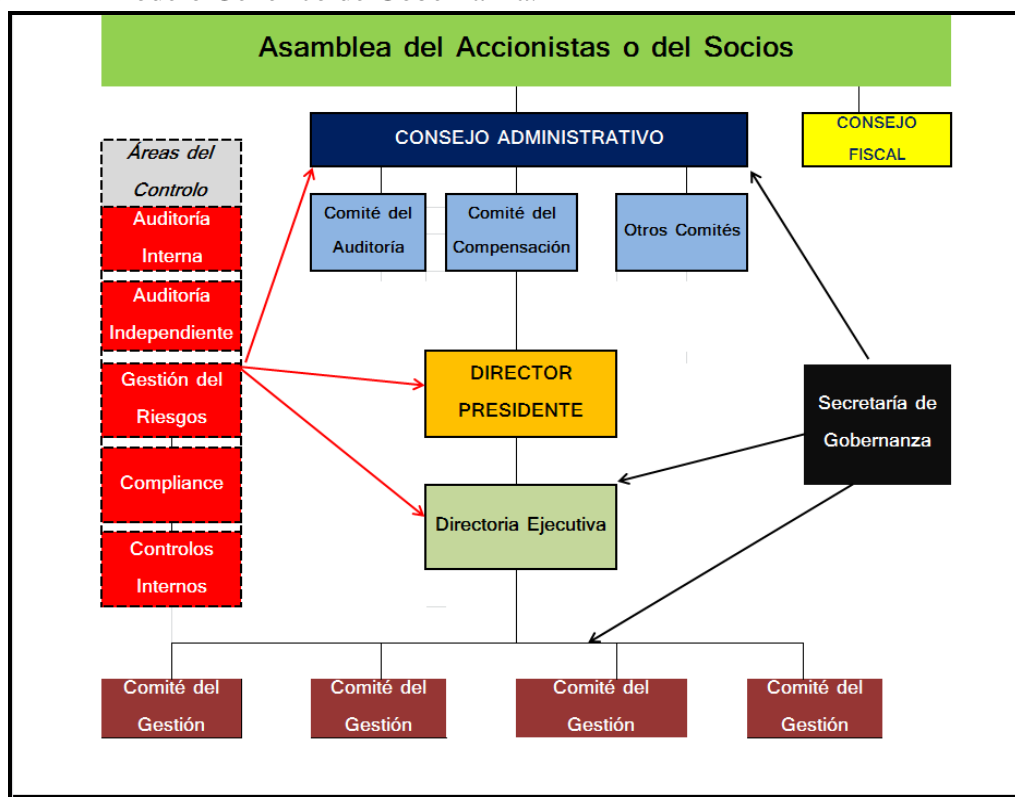 Asamblea del Accionistas o del Socios
CONSEJO ADMINISTRATIVO
CONSEJO
FISCAL
Áreas del
Controlo
Auditoría
Interna
Auditoría
Independiente
Gestión del
Riesgos
Compliance
Controlos
Internos
Comité del
Auditoría
Comité del
Compensación
Otros Comités
DIRECTOR
PRESIDENTE
Secretaría de
Gobernanza
Directoria Ejecutiva
Comité del
Gestión
Comité del
Gestión
Comité del
Gestión
Comité del
Gestión